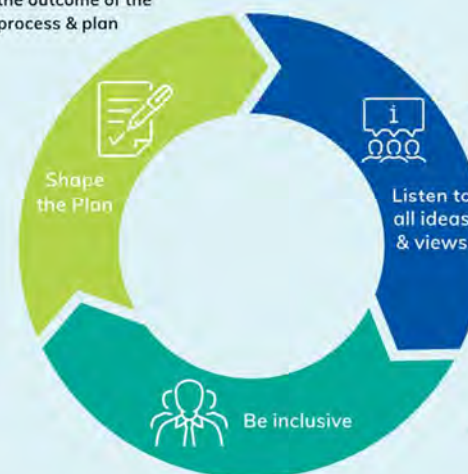 the outcome of the
process & plan
i
Listen to
all ideas
& views
Shape
the Plan
Be inclusive